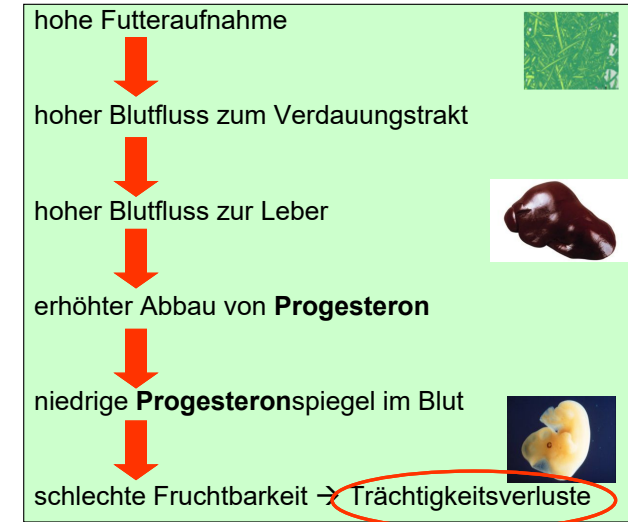 hohe Futteraufnahme
hoher Blutfluss zum Verdauungstrakt
hoher Blutfluss zur Leber
erhöhter Abbau von Progesteron
niedrige Progesteronspiegel im Blut
schlechte Fruchtbarkeit → Trächtigkeitsverluste